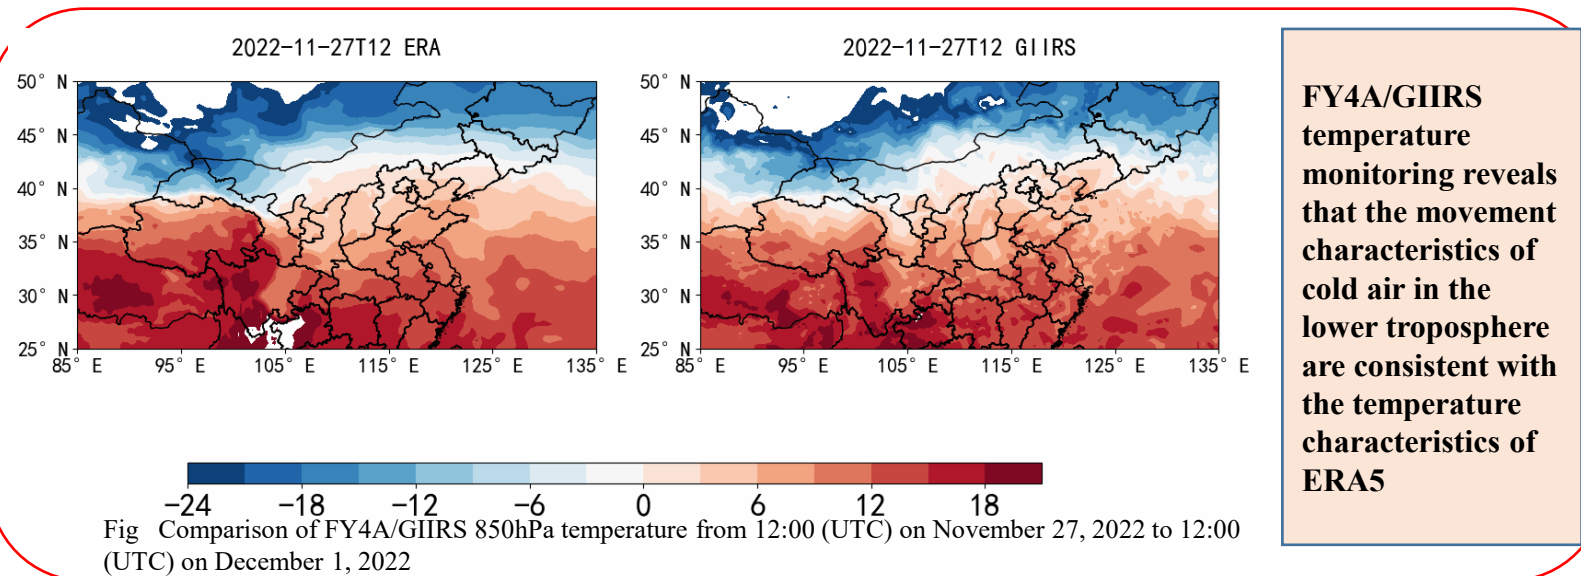 2022-11-27T12 ERA
2022-11-27T12 GIIRS
50° N
45° N
40° N
35° N
30° N
25° N
85° E 95° E 105° E 115° E 125° E 135° E
50° N
45° N
40° N
35° N
30° N
25° N
85° E 95° E 105° E 115° E 125° E 135° E
−24 −18 −12 −6 0 6 12 18
Fig Comparison of FY4A/GIIRS 850hPa temperature from 12:00 (UTC) on November 27, 2022 to 12:00
(UTC) on December 1, 2022
FY4A/GIIRS
temperature
monitoring reveals
that the movement
characteristics of
cold air in the
lower troposphere
are consistent with
the temperature
characteristics of
ERA5